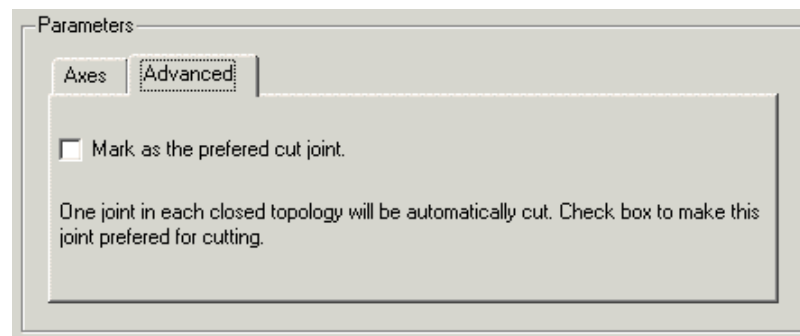 Parameters
Axes Advanced
Mark as the prefered cut joint.
One joint in each closed topology will be automatically cut. Check box to make this
joint prefered for cutting.